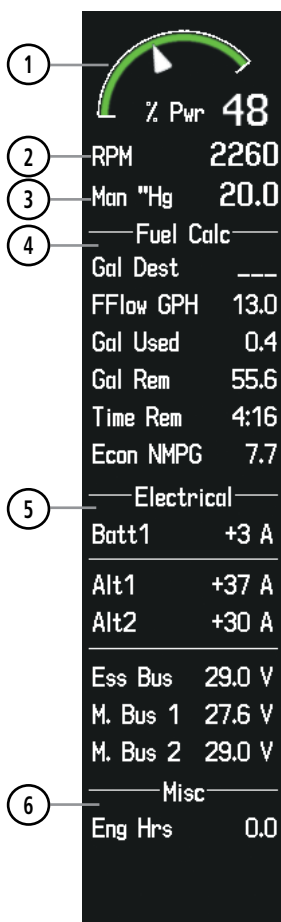 1
% Pwr 48
2 RPM 2260
3 Man "Hg 20.0
4 Fuel Calc
Gal Dest ___
FFlow GPH 13.0
Gal Used 0.4
Gal Rem 55.6
Time Rem 4:16
Econ NMPG 7.7
5 Electrical
Batt1 +3 A
Alt1 +37 A
Alt2 +30 A
Ess Bus 29.0 V
M. Bus 1 27.6 V
M. Bus 2 29.0 V
6 Misc
Eng Hrs 0.0